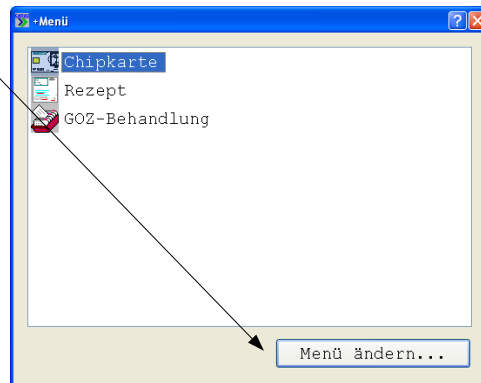 +Menü
Chipkarte
Rezept
GOZ-Behandlung
Menü ändern...